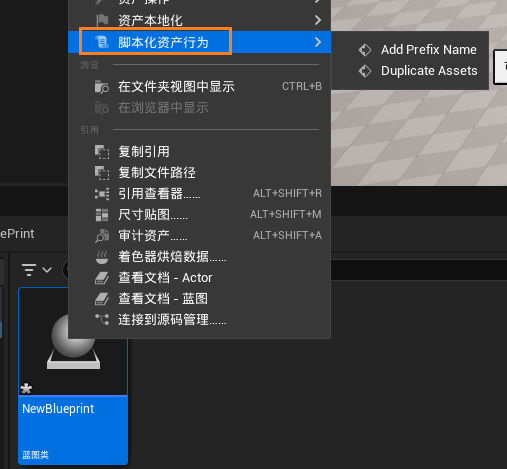 资产操作
资产本地化
脚本化资产行为
Add Prefix Name
Duplicate Assets
浏览
在文件夹视图中显示 CTRL+B
在浏览器中显示
引用
复制引用
复制文件路径
引用查看器...... ALT+SHIFT+R
尺寸贴图...... ALT+SHIFT+M
审计资产...... ALT+SHIFT+A
着色器烘焙数据......
查看文档 - Actor
查看文档 - 蓝图
连接到源码管理......
ePrint
NewBlueprint
蓝图类